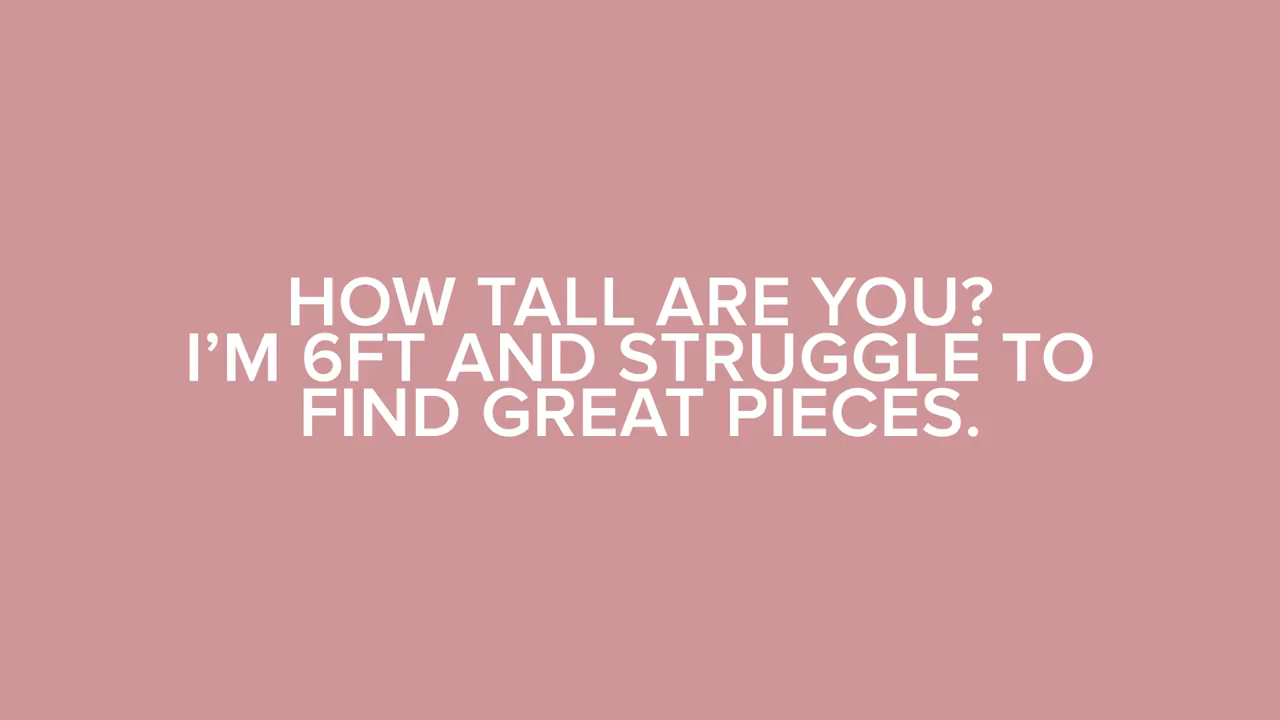 HOW TALL ARE YOU?
I’M 6FT AND STRUGGLE TO
FIND GREAT PIECES.